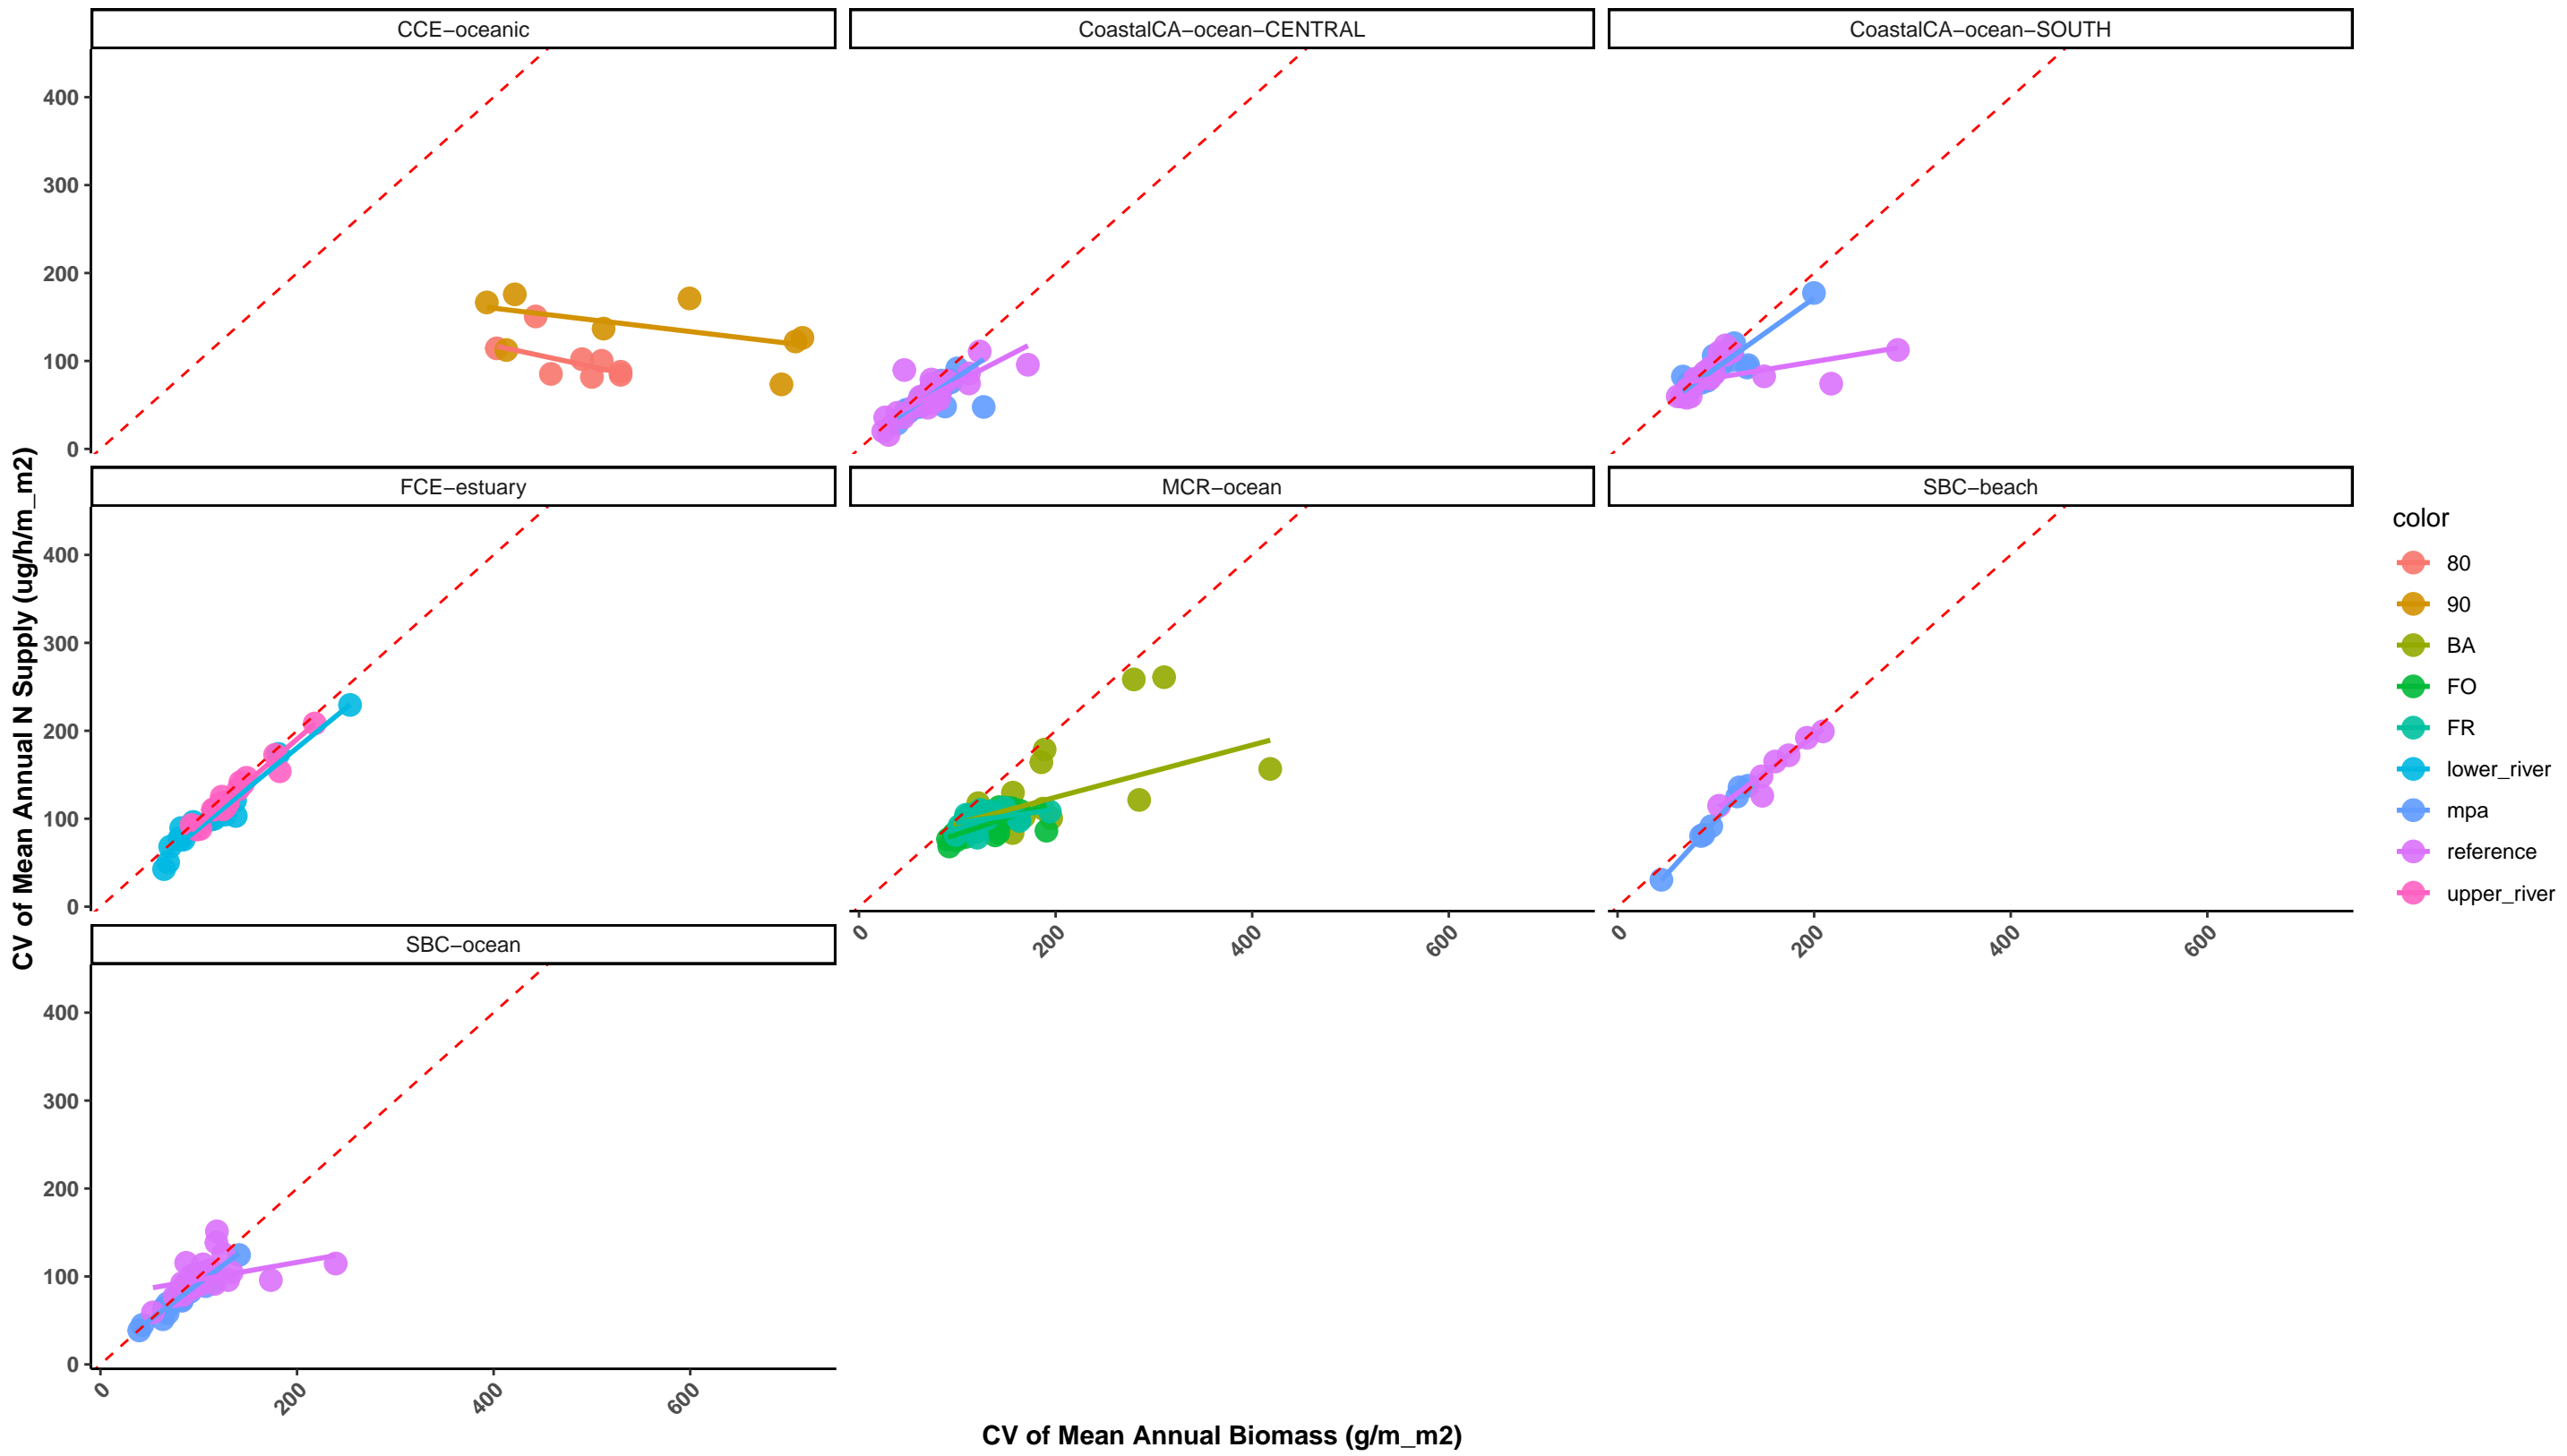 CCE−oceanic
CoastalCA−ocean−CENTRAL
CoastalCA−ocean−SOUTH
400
300
200
100
0
FCE−estuary
MCR−ocean
SBC−beach
400
300
200
100
0
0
200
400
600
0
200
400
600
SBC−ocean
400
300
200
100
0
0
200
400
600
CV of Mean Annual N Supply (ug/h/m_m2)
CV of Mean Annual Biomass (g/m_m2)
color
80
90
BA
FO
FR
lower_river
mpa
reference
upper_river